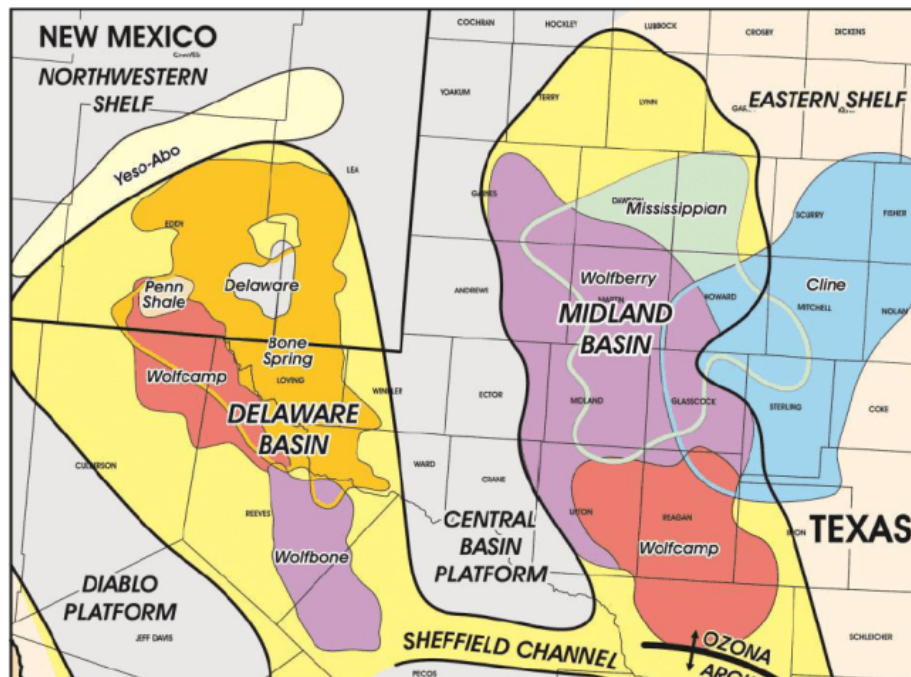 NEW MEXICO
CHAVES
NORTHWESTERN
SHELF
COCHRAN
HOCKLEY
LUBBOCK
CROSBY
DICKENS
YOAKUM
TERRY
LYNN
EASTERN SHELF
Yeso-Abo
LEA
EDDY
GAINES
DAWSON
Mississippian
SCURRY
FISHER
Penn
Shale
Delaware
ANDREWS
Wolfberry
MARTIN
HOWARD
Cline
MITCHELL
NOLAN
MIDLAND
BASIN
Bone
Spring
Wolfcamp
LOVING
WINKLER
ECTOR
MIDLAND
GLASSCOCK
STERLING
COKE
DELAWARE
BASIN
CULBERSON
WARD
CRANE
REEVES
UPTON
REAGAN
IRION
TEXAS
CENTRAL
BASIN
PLATFORM
Wolfcamp
Wolfbone
DIABLO
PLATFORM
JEFF DAVIS
SHEFFIELD CHANNEL
OZONA
SCHLEICHER
PECOS